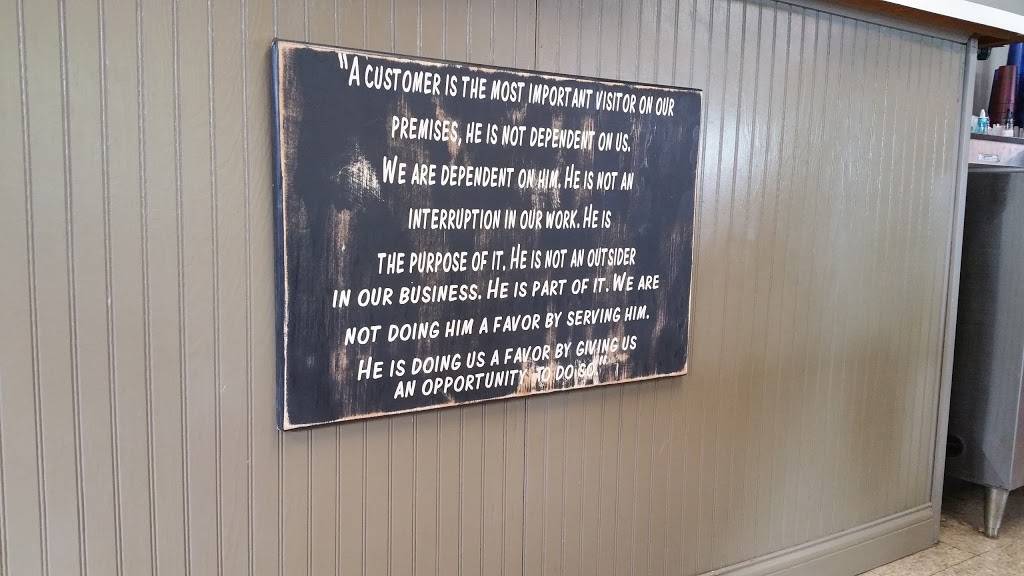 "A CUSTOMER IS THE MOST IMPORTANT VISITOR ON OUR
PREMISES, HE IS NOT DEPENDENT ON US.
WE ARE DEPENDENT ON HIM. HE IS NOT AN
INTERRUPTION IN OUR WORK. HE IS
THE PURPOSE OF IT. HE IS NOT AN OUTSIDER
IN OUR BUSINESS. HE IS PART OF IT. WE ARE
NOT DOING HIM A FAVOR BY SERVING HIM.
HE IS DOING US A FAVOR BY GIVING US
AN OPPORTUNITY TO DO SO."